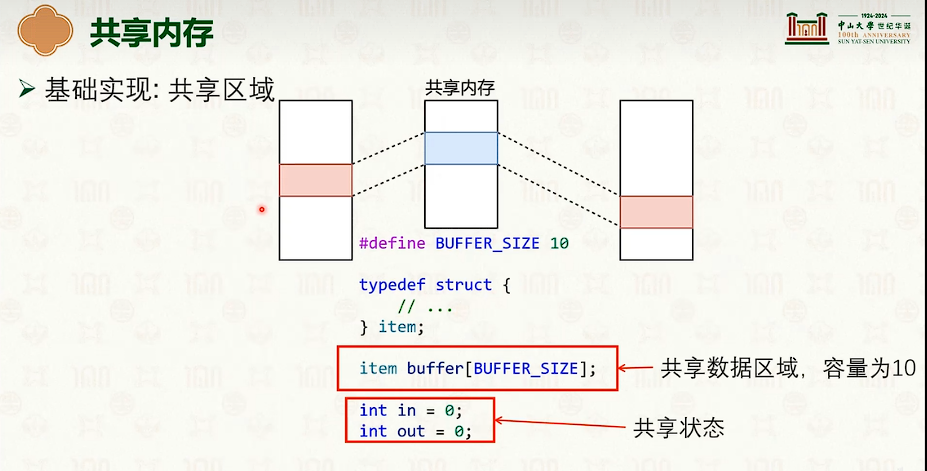 共享内存
1924-2024
中山大学 世纪华诞
100th ANNIVERSARY
SUN YAT-SEN UNIVERSITY
➢ 基础实现: 共享区域
共享内存
#define BUFFER_SIZE 10
typedef struct {
// ...
} item;
item buffer[BUFFER_SIZE];
共享数据区域，容量为10
int in = 0;
int out = 0;
共享状态